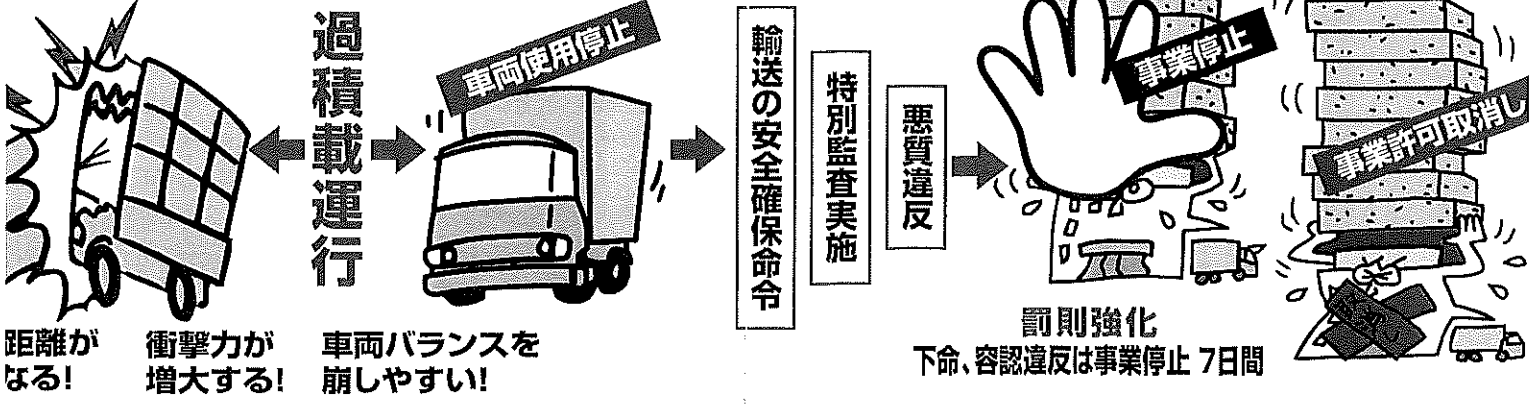 距離が
なる!
衝撃力が
増大する!
過積載運行
車両バランスを
崩しやすい!
車両使用停止
輸送の安全確保命令
特別監査実施
悪質違反
事業停止
罰則強化
下命、容認違反は事業停止 7日間
事業許可取消し